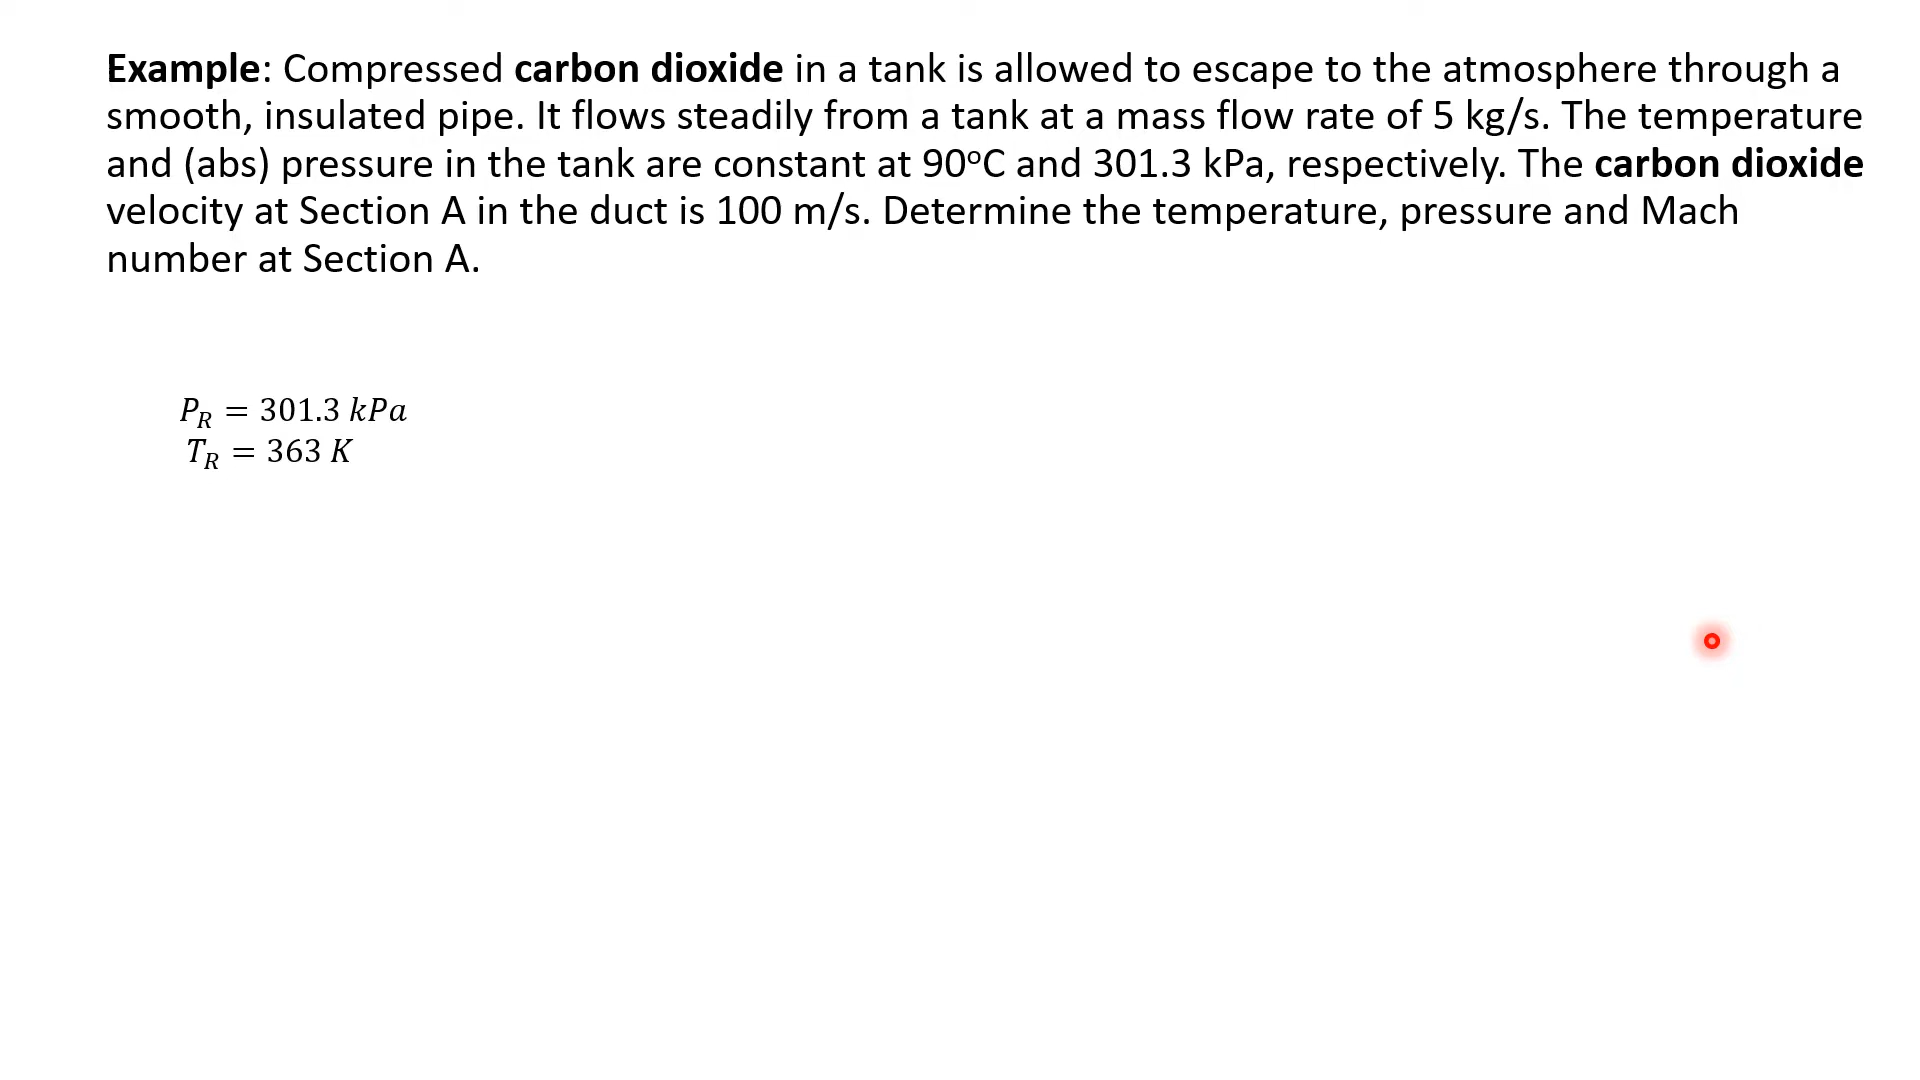 Example: Compressed carbon dioxide in a tank is allowed to escape to the atmosphere through a
smooth, insulated pipe. It flows steadily from a tank at a mass flow rate of 5 kg/s. The temperature
and (abs) pressure in the tank are constant at 90ºC and 301.3 kPa, respectively. The carbon dioxide
velocity at Section A in the duct is 100 m/s. Determine the temperature, pressure and Mach
number at Section A.
P_R = 301.3 kPa
T_R = 363 K